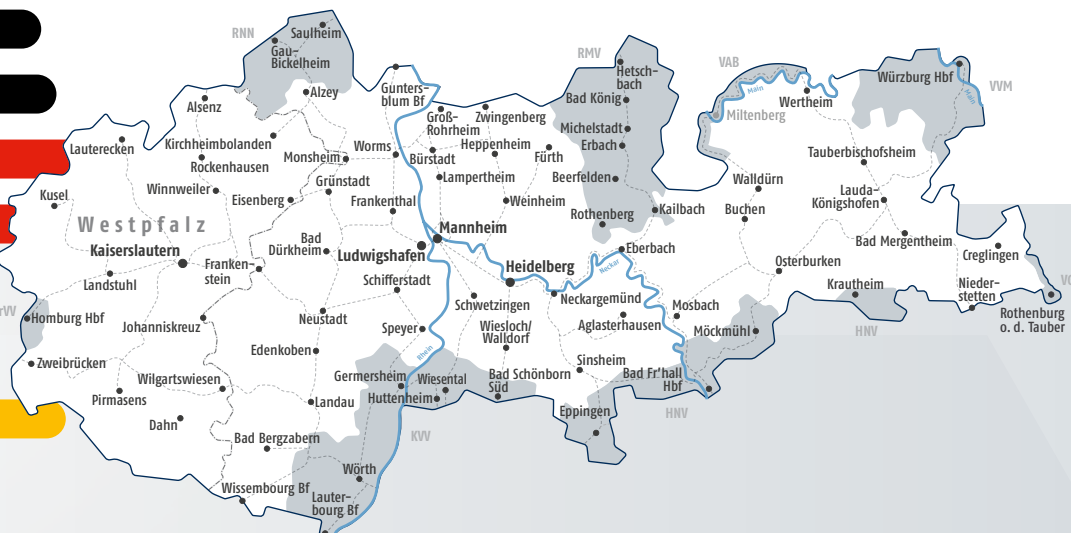 RNN
Saulheim
Gau-
Bickelheim
Alzey
Alsenz
Kirchheimbolanden
Rockenhausen
Lauterecken
Kusel
Winnweiler
Eisenberg
Monsheim
Worms
Gunters-
blum Bf
Groß-
Rohrheim
Zwingenberg
Bürstadt
Heppenheim
Fürth
Lampertheim
Weinheim
Grünstadt
Frankenthal
Westpfalz
Kaiserslautern
Landstuhl
Franken-
stein
Bad
Dürkheim
Ludwigshafen
Mannheim
Schifferstadt
Heidelberg
Schwetzingen
Neckargemünd
Wiesloch/
Walldorf
Aglasterhausen
Sinsheim
Homburg Hbf
Johanniskreuz
Neustadt
Speyer
Edenkoben
Zweibrücken
Wilgartswiesen
Pirmasens
Dahn
Landau
Germersheim
Rhein
Wiesental
Huttenheim
Bad Schönborn
Süd
Bad Bergzabern
Wörth
Wissembourg Bf
Lauter-
bourg Bf
KVV
RMV
Hetsch-
bach
Bad König
Michelstadt
Erbach
Beerfelden
Rothenberg
Kailbach
Eberbach
Neckar
Mosbach
Möckmühl
Bad Fr'hall
Hbf
Eppingen
HNV
VAB
Main
Miltenberg
Wertheim
Würzburg Hbf
Main
VVM
Tauberbischofsheim
Walldürn
Buchen
Lauda-
Königshofen
Bad Mergentheim
Osterburken
Krautheim
HNV
Creglingen
Nieder-
stetten
Rothenburg
o. d. Tauber